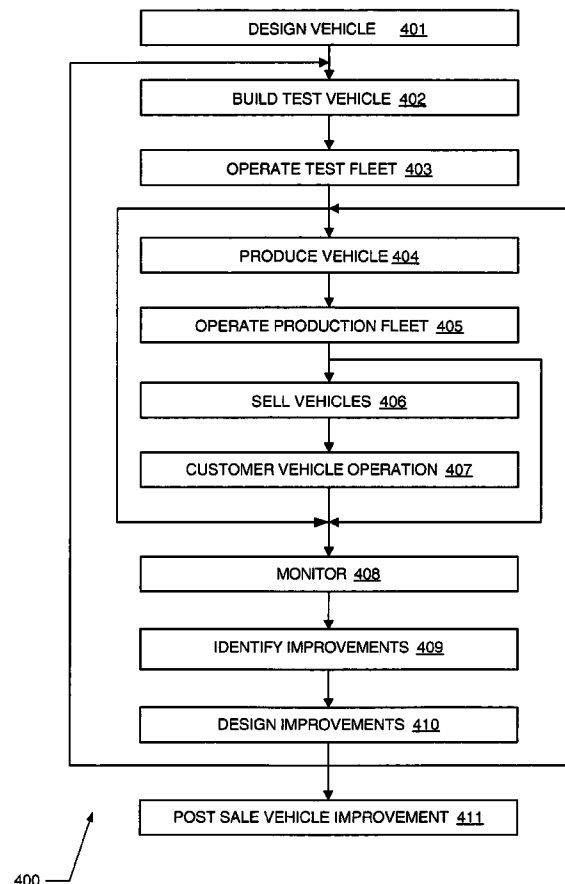 DESIGN VEHICLE 401
BUILD TEST VEHICLE 402
OPERATE TEST FLEET 403
PRODUCE VEHICLE 404
OPERATE PRODUCTION FLEET 405
SELL VEHICLES 406
CUSTOMER VEHICLE OPERATION 407
MONITOR 408
IDENTIFY IMPROVEMENTS 409
DESIGN IMPROVEMENTS 410
POST SALE VEHICLE IMPROVEMENT 411
400